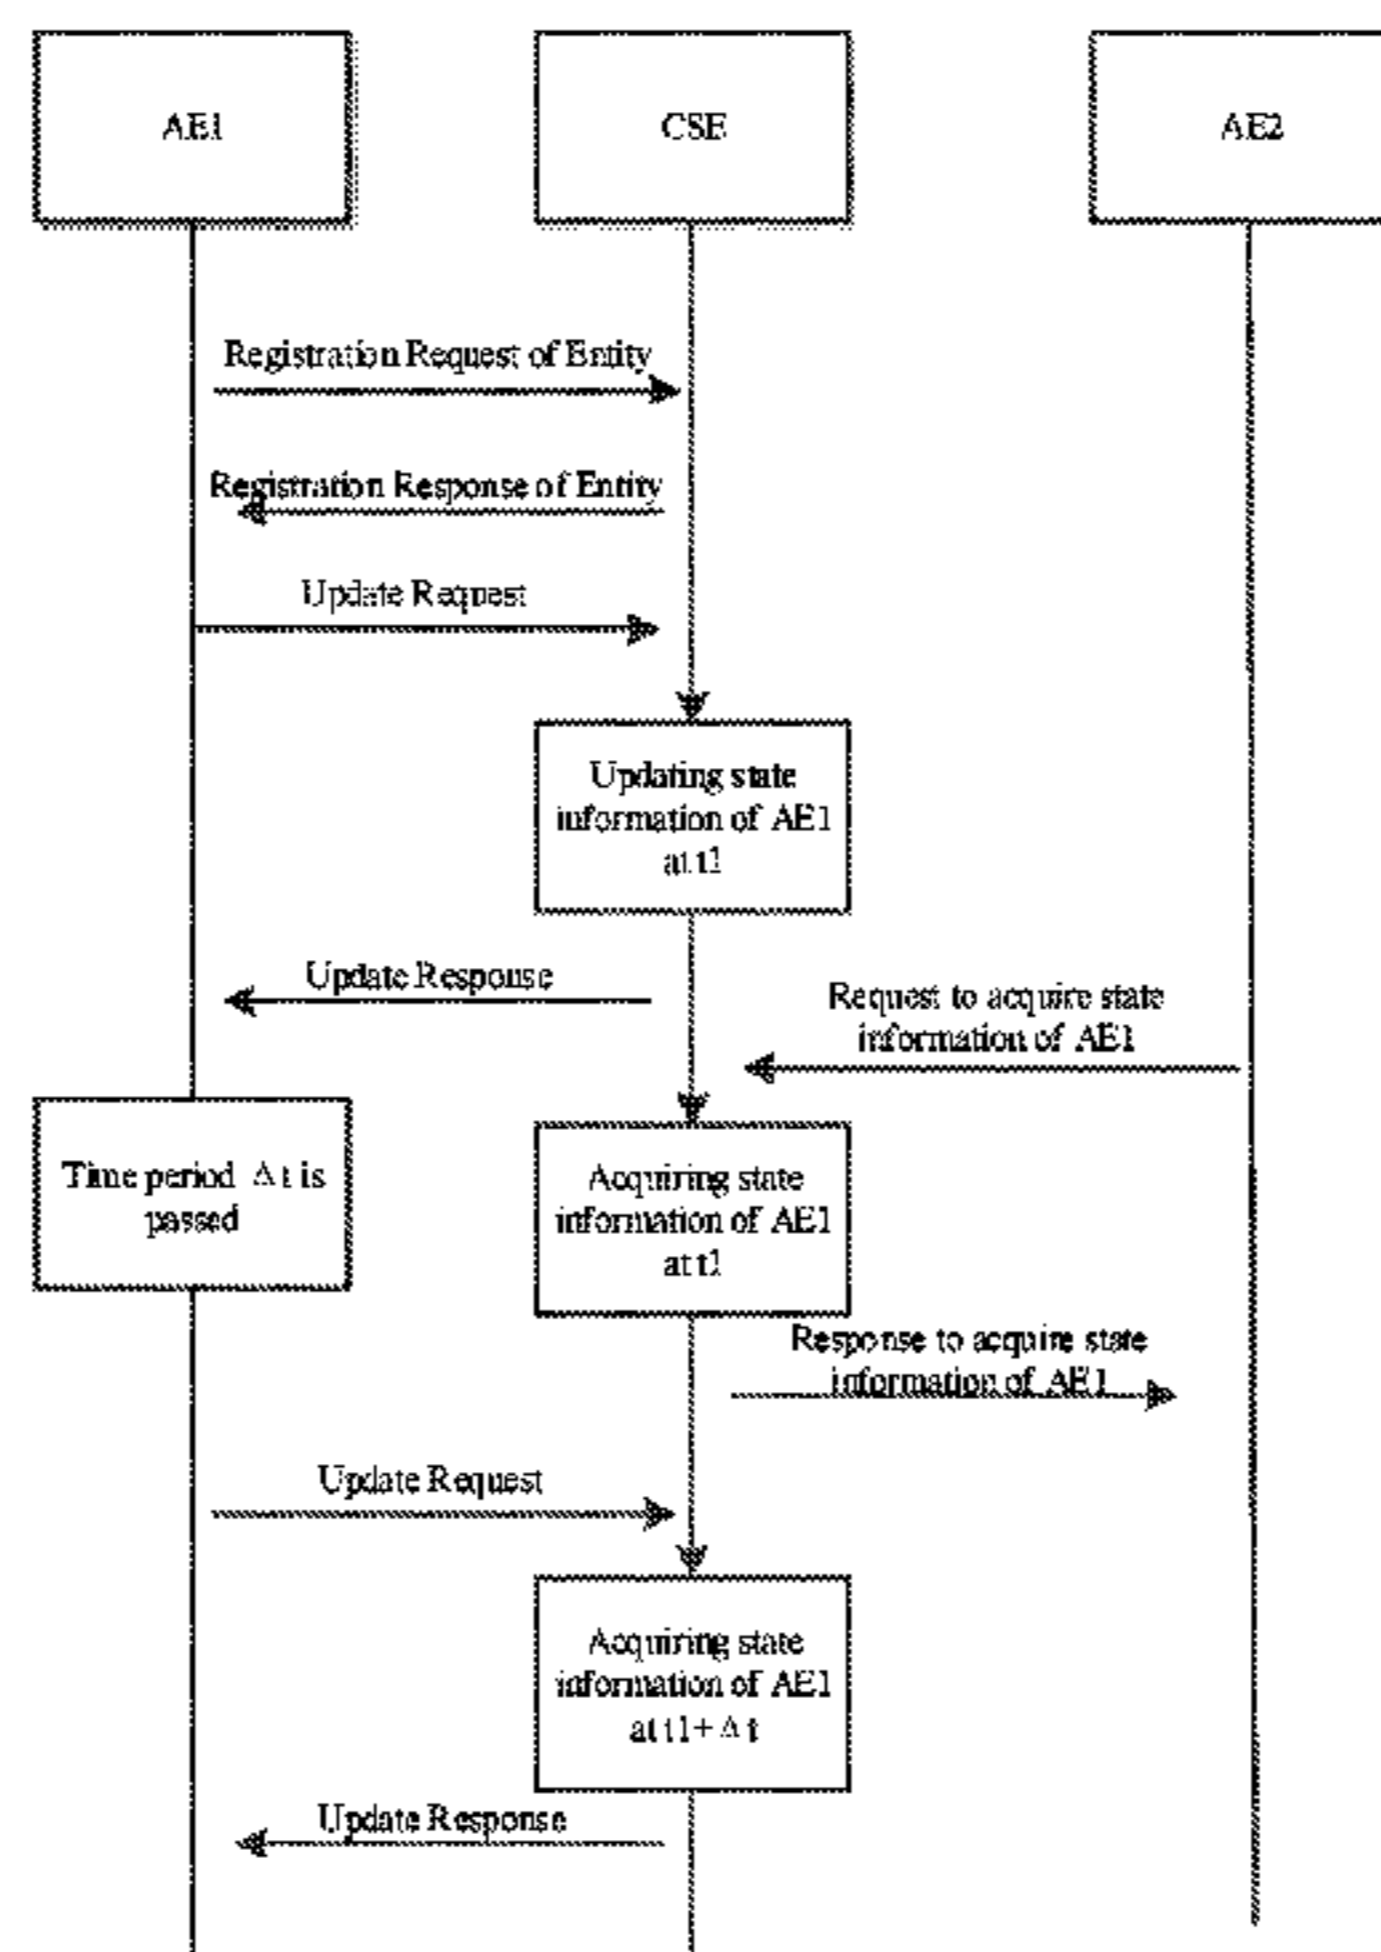 AE1
CSE
AE2
Registration Request of Entity
Registration Response of Entity
Update Request
Updating state
information of AE1
at t1
Update Response
Request to acquire state
information of AE1
Time period Δt is
passed
Acquiring state
information of AE1
at t1
Response to acquire state
information of AE1
Update Request
Acquiring state
information of AE1
at t1+Δt
Update Response